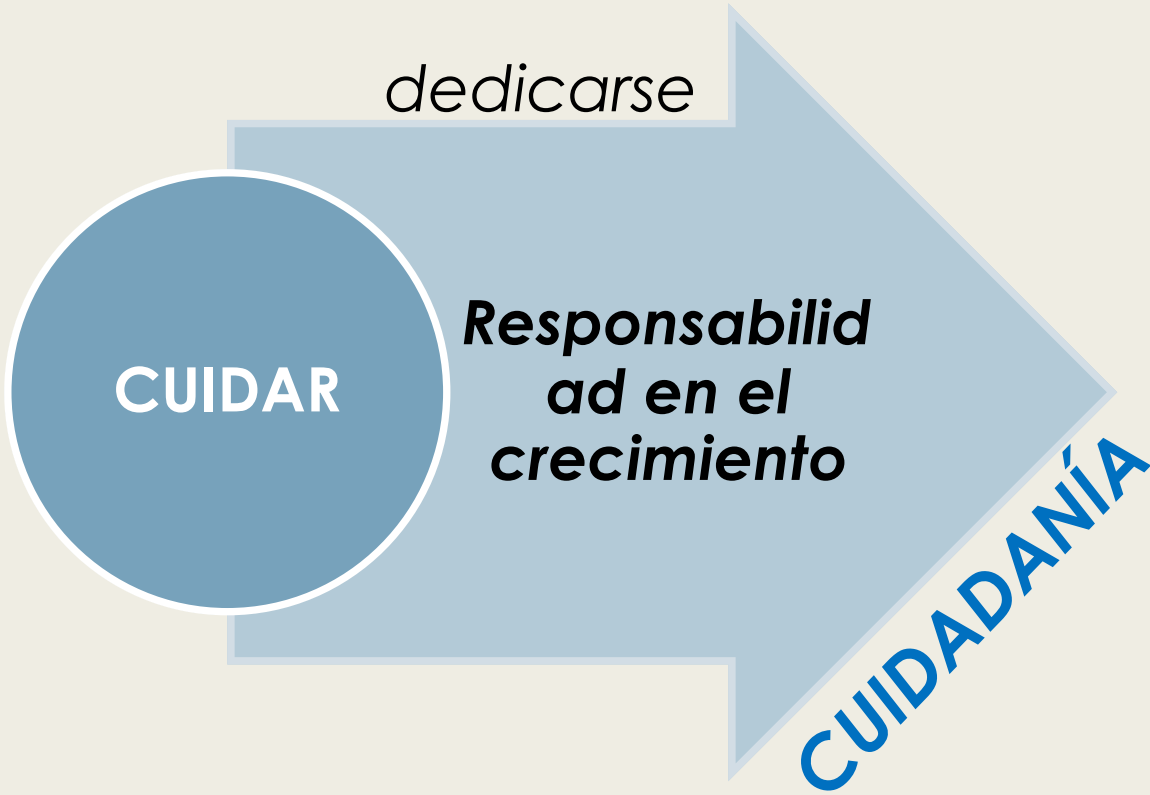 dedicarse
CUIDAR
Responsabilid
ad en el
crecimiento
CUIDADANÍA